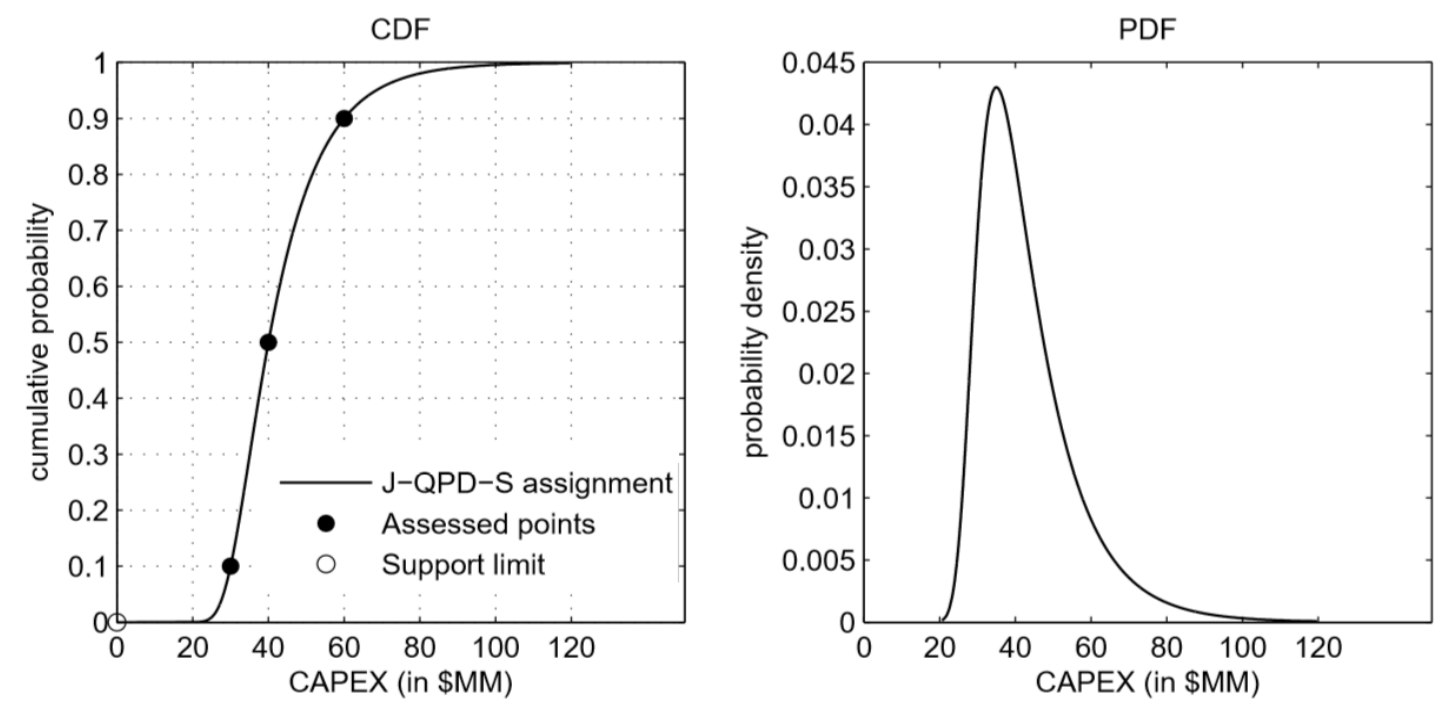 CDF
1
0.9
0.8
0.7
0.6
0.5
0.4
0.3
0.2
0.1
0
cumulative probability
J−QPD−S assignment
Assessed points
Support limit
0 20 40 60 80 100 120
CAPEX (in $MM)
PDF
0.045
0.04
0.035
0.03
0.025
0.02
0.015
0.01
0.005
0
probability density
0 20 40 60 80 100 120
CAPEX (in $MM)